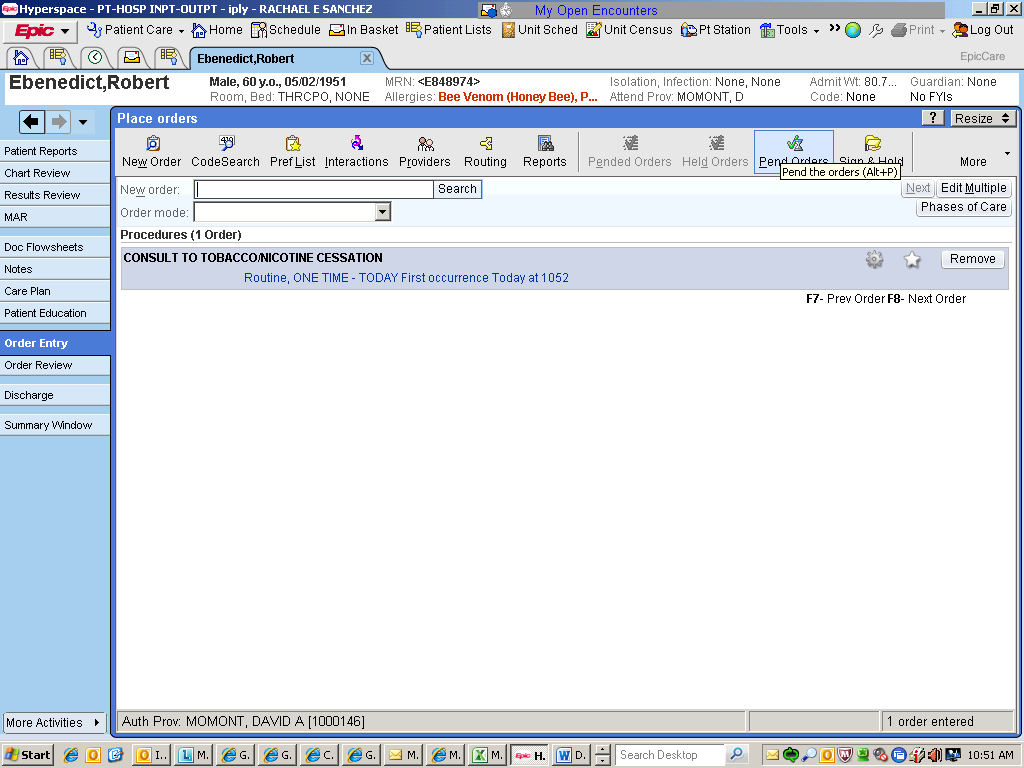 Hyperspace - PT-HOSP INPT-OUTPT - iply - RACHAEL E SANCHEZ
My Open Encounters
Epic Patient Care Home Schedule In Basket Patient Lists Unit Sched Unit Census Pt Station Tools Print Log Out
Ebenedict,Robert
EpicCare
Ebenedict,Robert
Male, 60 y.o., 05/02/1951 MRN: <E848974> Isolation, Infection: None, None Admit Wt: 80.7... Guardian: None
Room, Bed: THRCPO, NONE Allergies: Bee Venom (Honey Bee), P... Attend Prov: MOMONT, D Code: None No FYIs
Place orders
? Resize
Patient Reports
Chart Review
Results Review
MAR
Doc Flowsheets
Notes
Care Plan
Patient Education
Order Entry
Order Review
Discharge
Summary Window
More Activities
New Order CodeSearch Pref List Interactions Providers Routing Reports Pended Orders Held Orders Pend Orders Sign & Hold More
Pend the orders (Alt+P)
New order: Search Next Edit Multiple
Order mode: Phases of Care
Procedures (1 Order)
CONSULT TO TOBACCO/NICOTINE CESSATION Remove
Routine, ONE TIME - TODAY First occurrence Today at 1052
F7- Prev Order F8- Next Order
Auth Prov: MOMONT, DAVID A [1000146] 1 order entered
Start I.. M. G. G. C. G. M. M. M. H. D. Search Desktop 10:51 AM